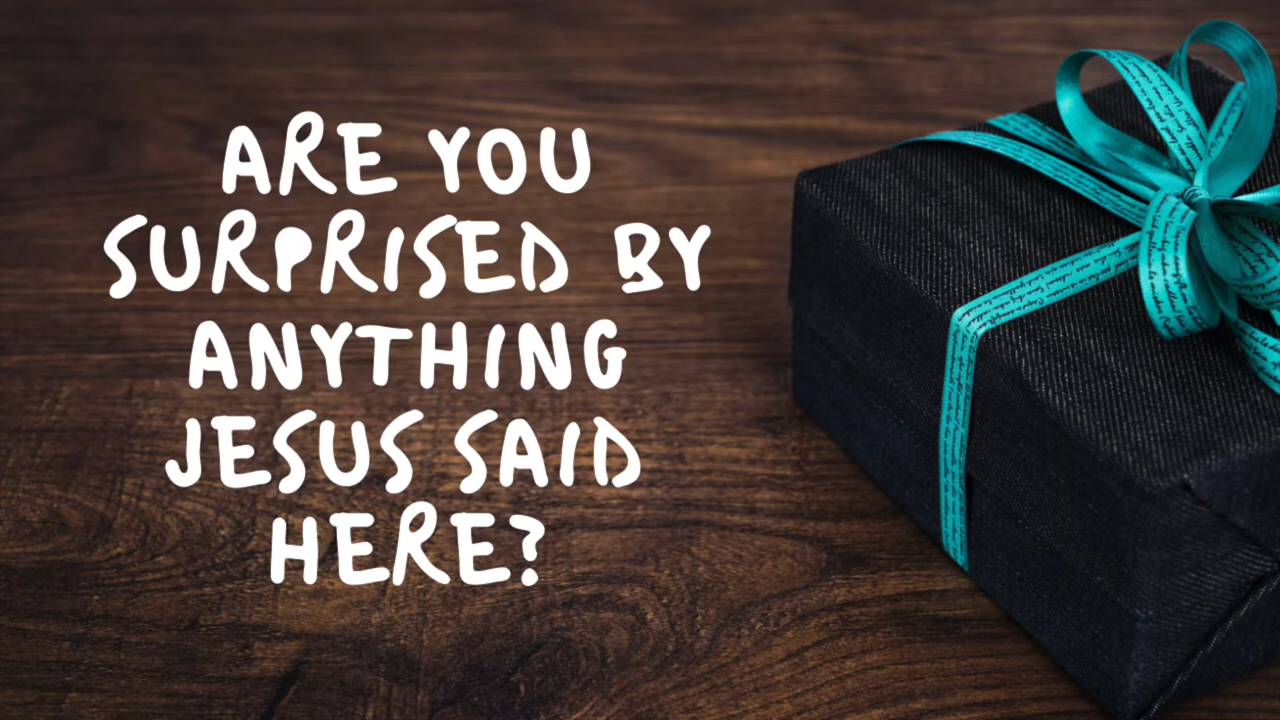 ARE YOU
SURPRISED BY
ANYTHING
JESUS SAID
HERE?